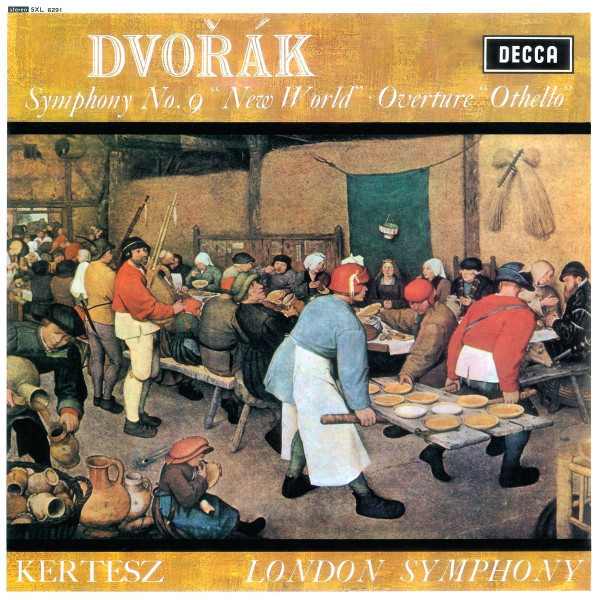 stereo SXL 6291
DVOŘÁK
DECCA
Symphony No. 9 "New World" · Overture "Othello"
KERTESZ LONDON SYMPHONY